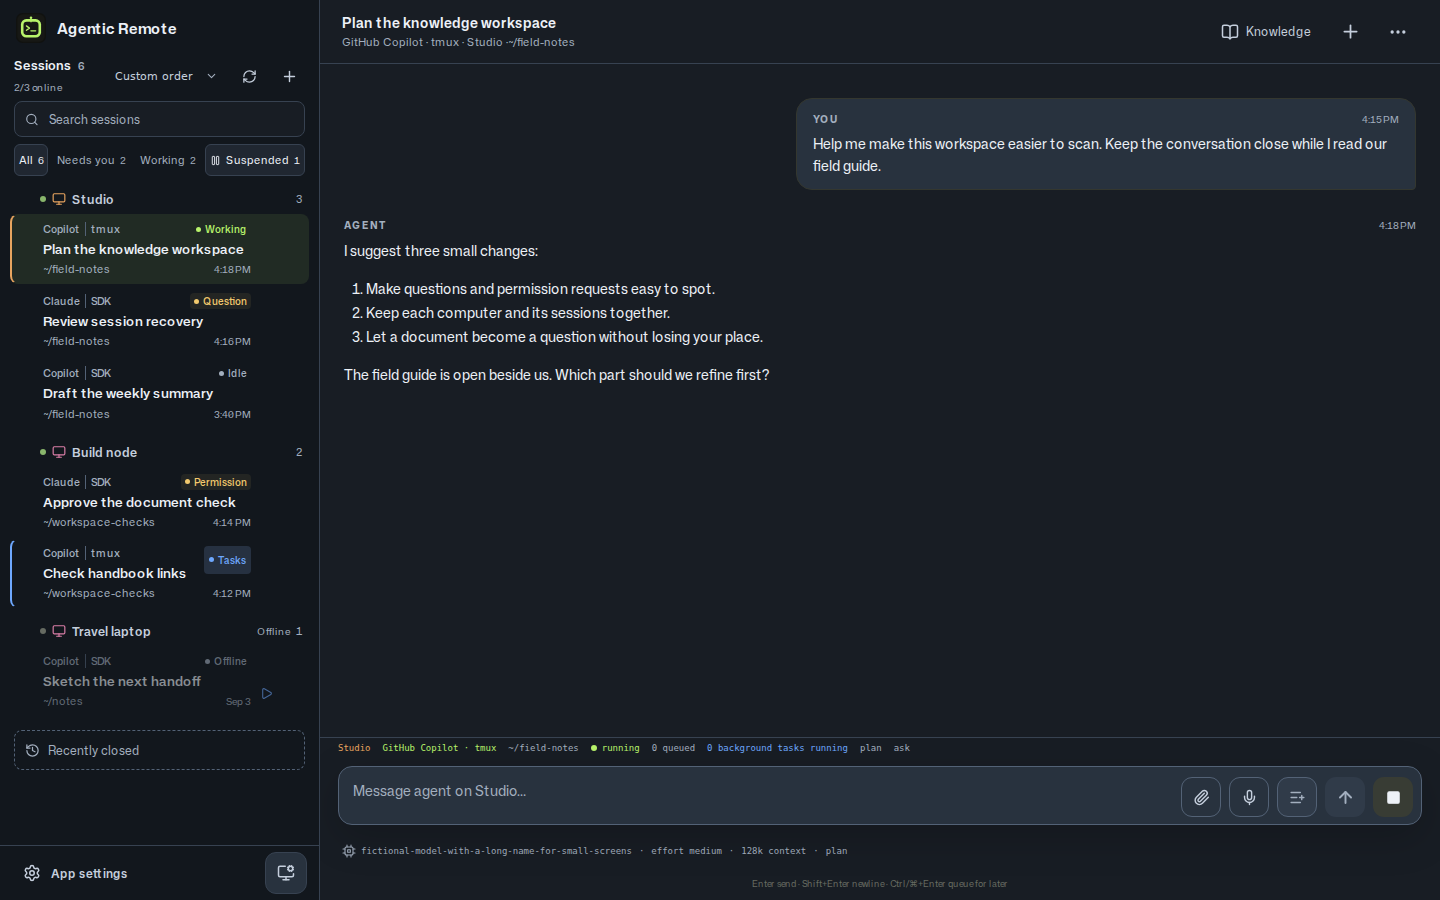 Agentic Remote
Sessions 6
2/3 online
Custom order
Search sessions
All 6
Needs you 2
Working 2
Suspended 1
Studio 3
Copilot | tmux Working
Plan the knowledge workspace
~/field-notes 4:18 PM
Claude | SDK Question
Review session recovery
~/field-notes 4:16 PM
Copilot | SDK Idle
Draft the weekly summary
~/field-notes 3:40 PM
Build node 2
Claude | SDK Permission
Approve the document check
~/workspace-checks 4:14 PM
Copilot | tmux Tasks
Check handbook links
~/workspace-checks 4:12 PM
Travel laptop Offline 1
Copilot | SDK Offline
Sketch the next handoff
~/notes Sep 3
Recently closed
App settings
Plan the knowledge workspace
GitHub Copilot · tmux · Studio · ~/field-notes
Knowledge
YOU 4:15 PM
Help me make this workspace easier to scan. Keep the conversation close while I read our
field guide.
AGENT 4:18 PM
I suggest three small changes:
1. Make questions and permission requests easy to spot.
2. Keep each computer and its sessions together.
3. Let a document become a question without losing your place.
The field guide is open beside us. Which part should we refine first?
Studio GitHub Copilot · tmux ~/field-notes running 0 queued 0 background tasks running plan ask
Message agent on Studio...
fictional-model-with-a-long-name-for-small-screens · effort medium · 128k context · plan
Enter send · Shift+Enter newline · Ctrl/⌘+Enter queue for later